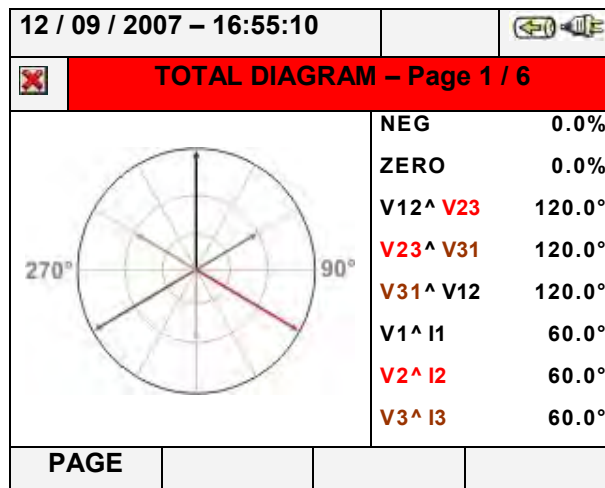 12 / 09 / 2007 – 16:55:10
TOTAL DIAGRAM – Page 1 / 6
270°
90°
NEG 0.0%
ZERO 0.0%
V12^ V23 120.0°
V23^ V31 120.0°
V31^ V12 120.0°
V1^ I1 60.0°
V2^ I2 60.0°
V3^ I3 60.0°
PAGE